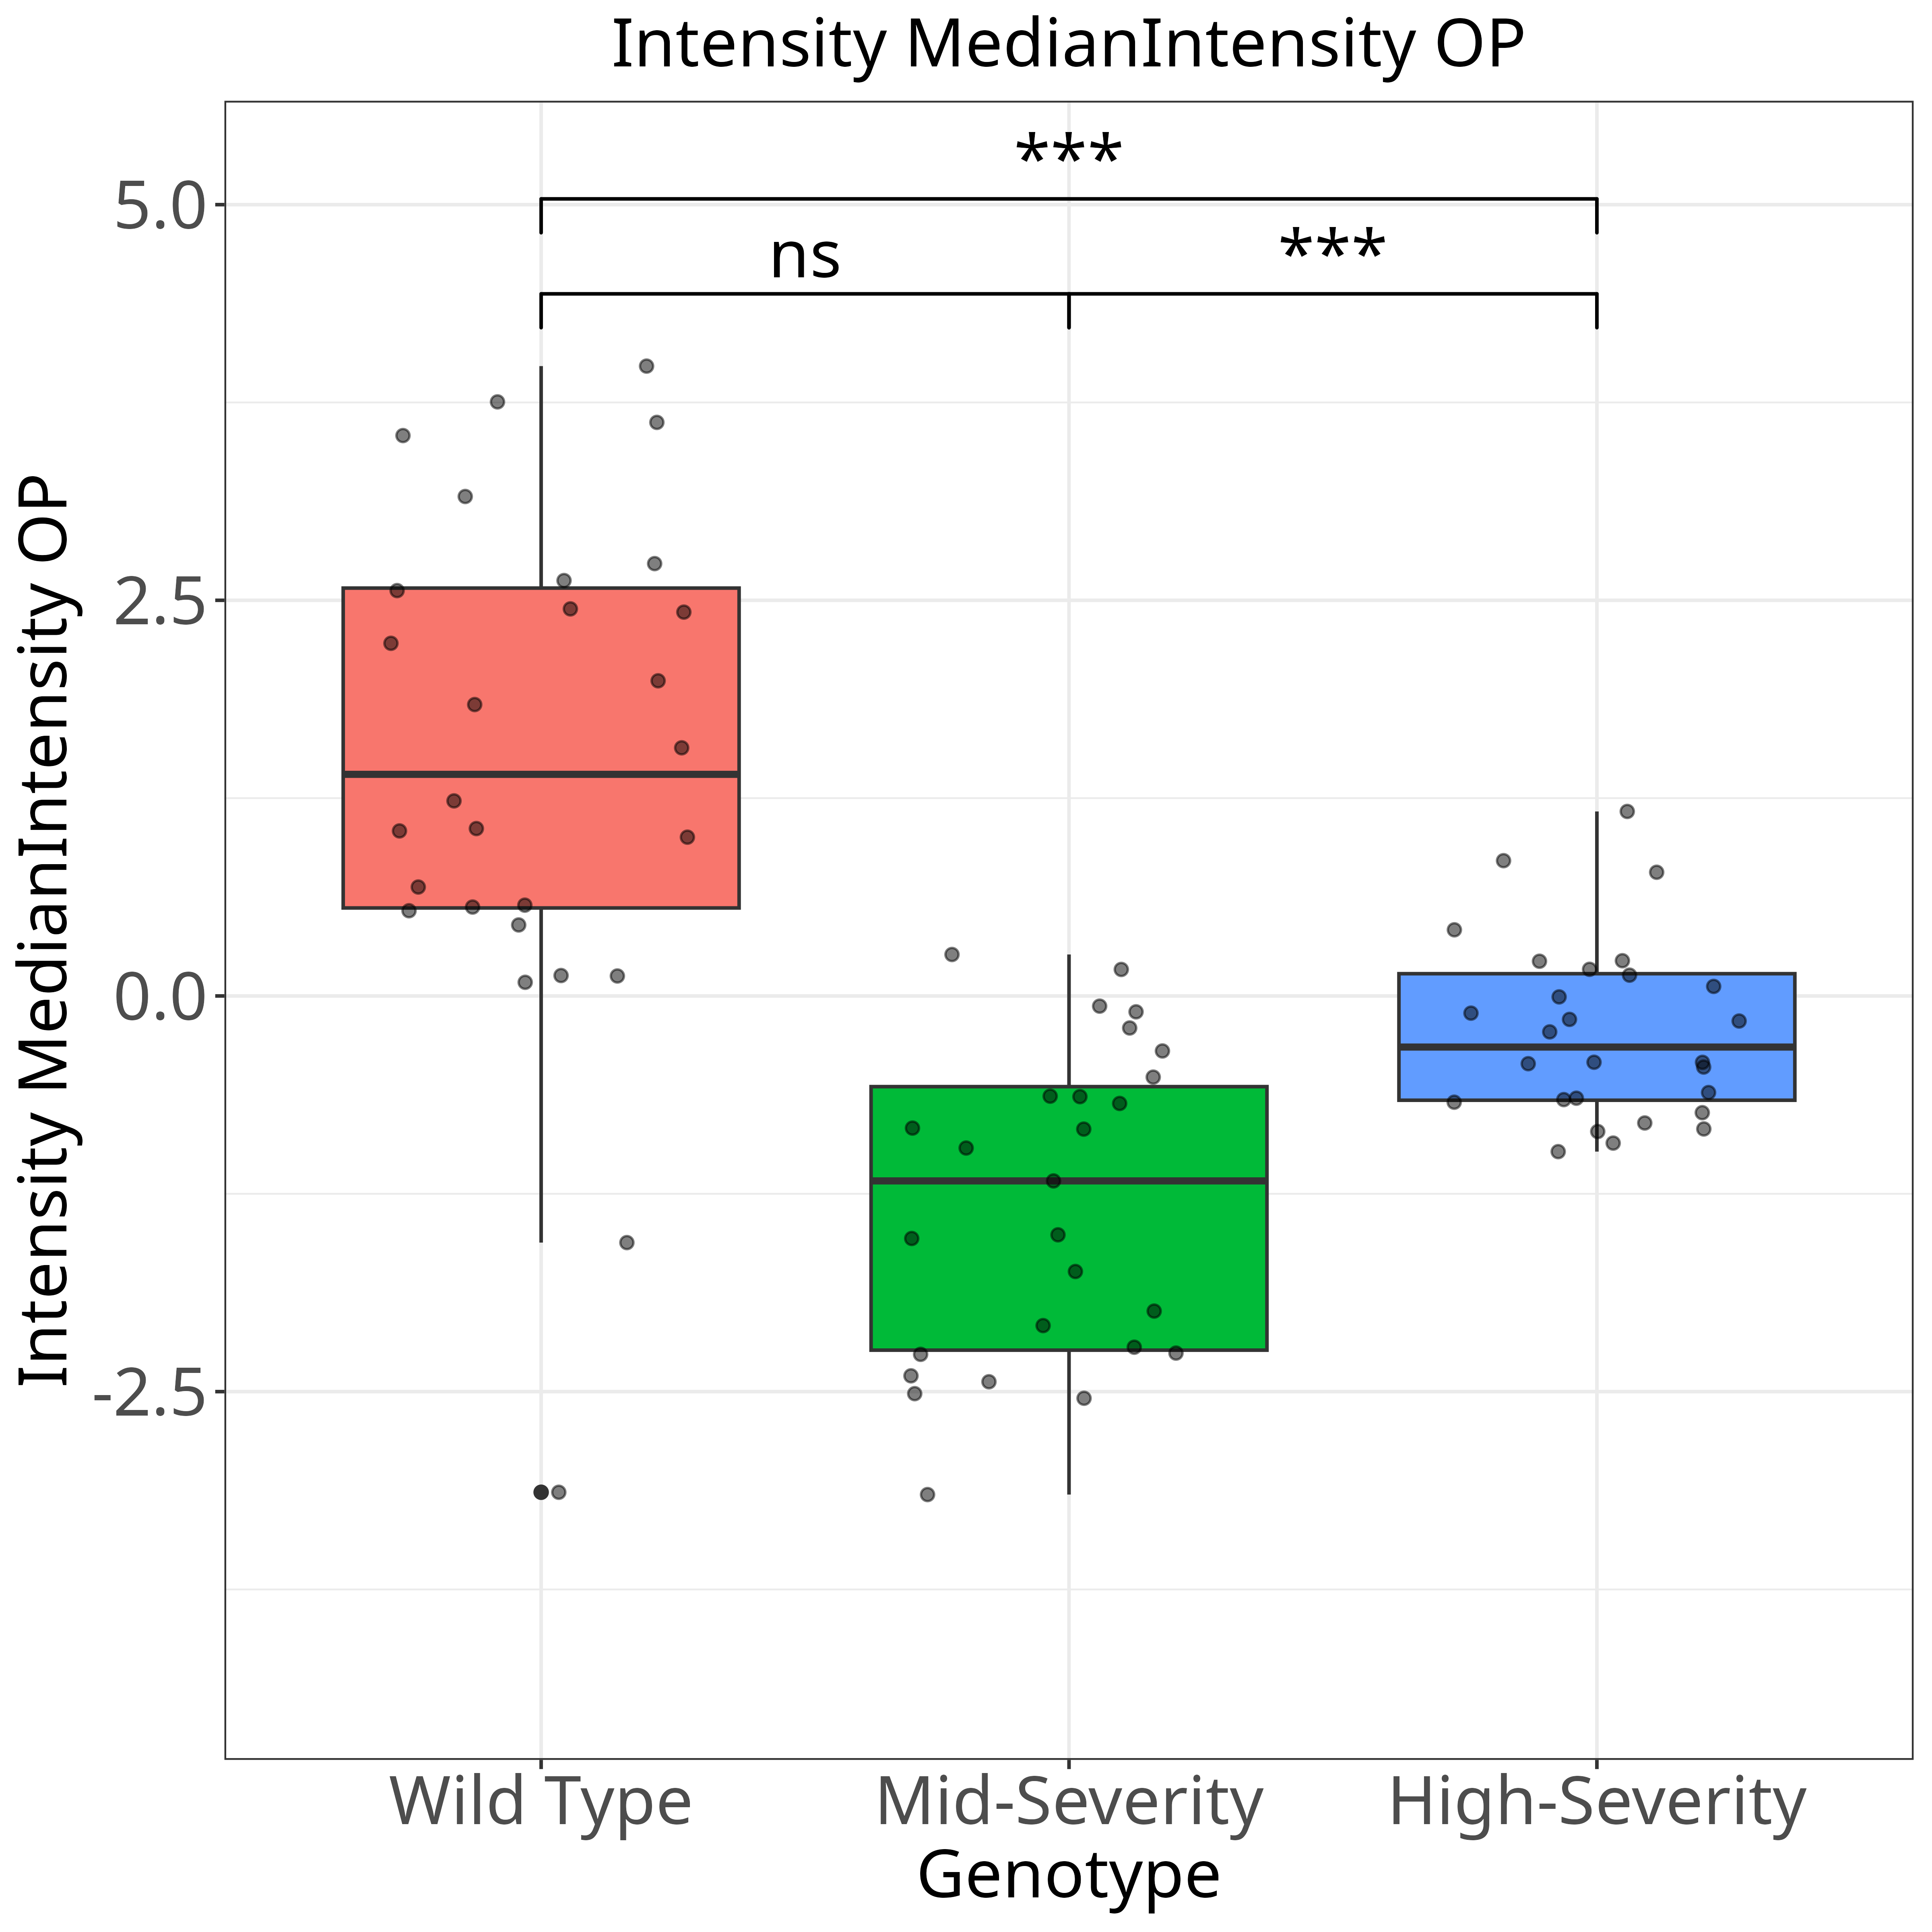 Intensity MedianIntensity OP
***
5.0
ns
***
2.5
0.0
-2.5
Intensity MedianIntensity OP
Wild Type
Mid-Severity
High-Severity
Genotype